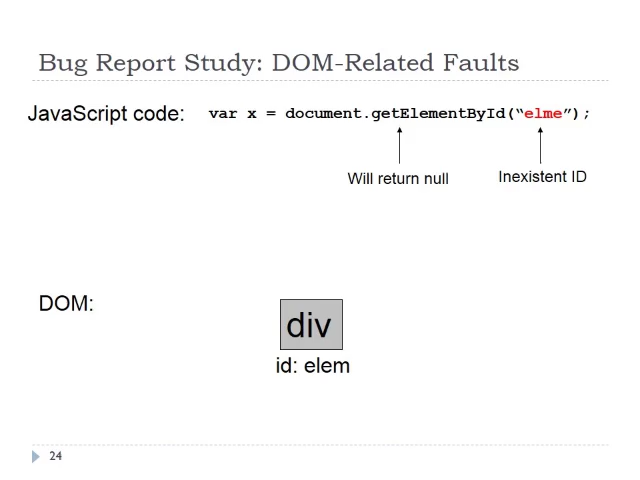 Bug Report Study: DOM-Related Faults
JavaScript code: var x = document.getElementById(“elme”);
Will return null Inexistent ID
DOM:
div
id: elem
24